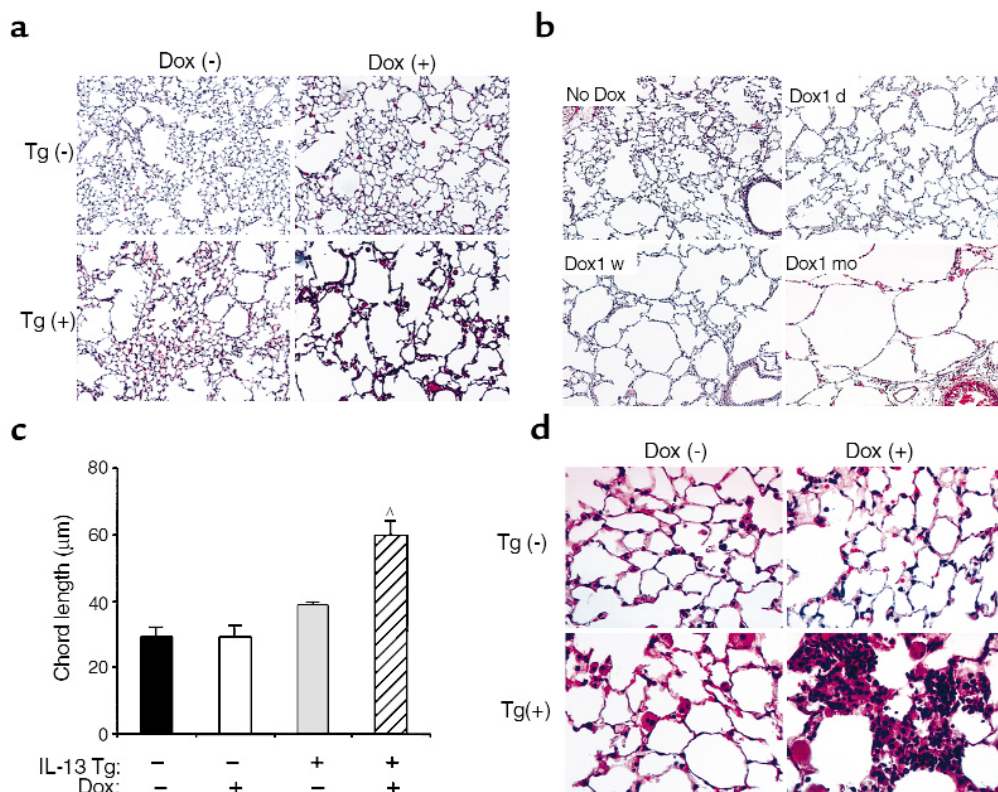 a
Dox (-)
Dox (+)
Tg (-)
Tg (+)
b
No Dox
Dox1 d
Dox1 w
Dox1 mo
c
80
60
40
20
0
Chord length (μm)
^
IL-13 Tg: – – + +
Dox: – + – +
d
Dox (-)
Dox (+)
Tg (-)
Tg(+)